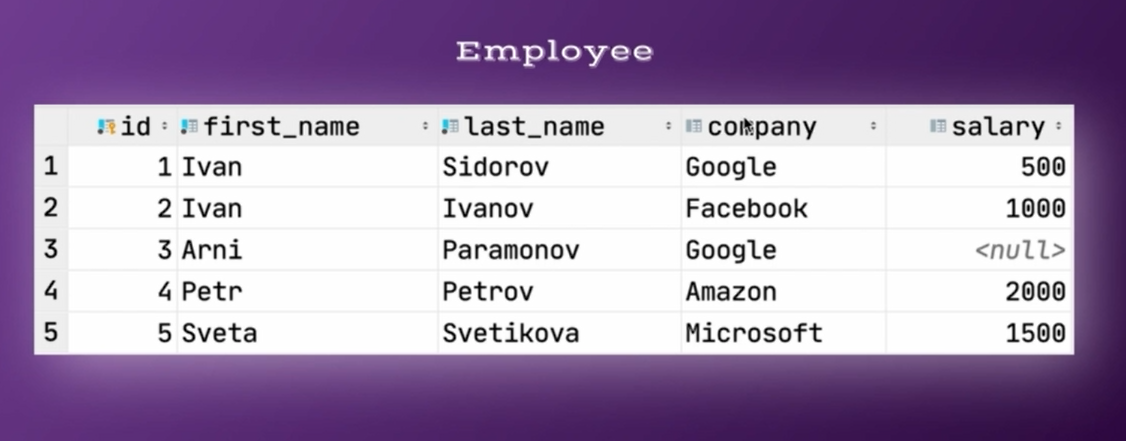 Employee
id first_name last_name company salary
1 1 Ivan Sidorov Google 500
2 2 Ivan Ivanov Facebook 1000
3 3 Arni Paramonov Google <null>
4 4 Petr Petrov Amazon 2000
5 5 Sveta Svetikova Microsoft 1500